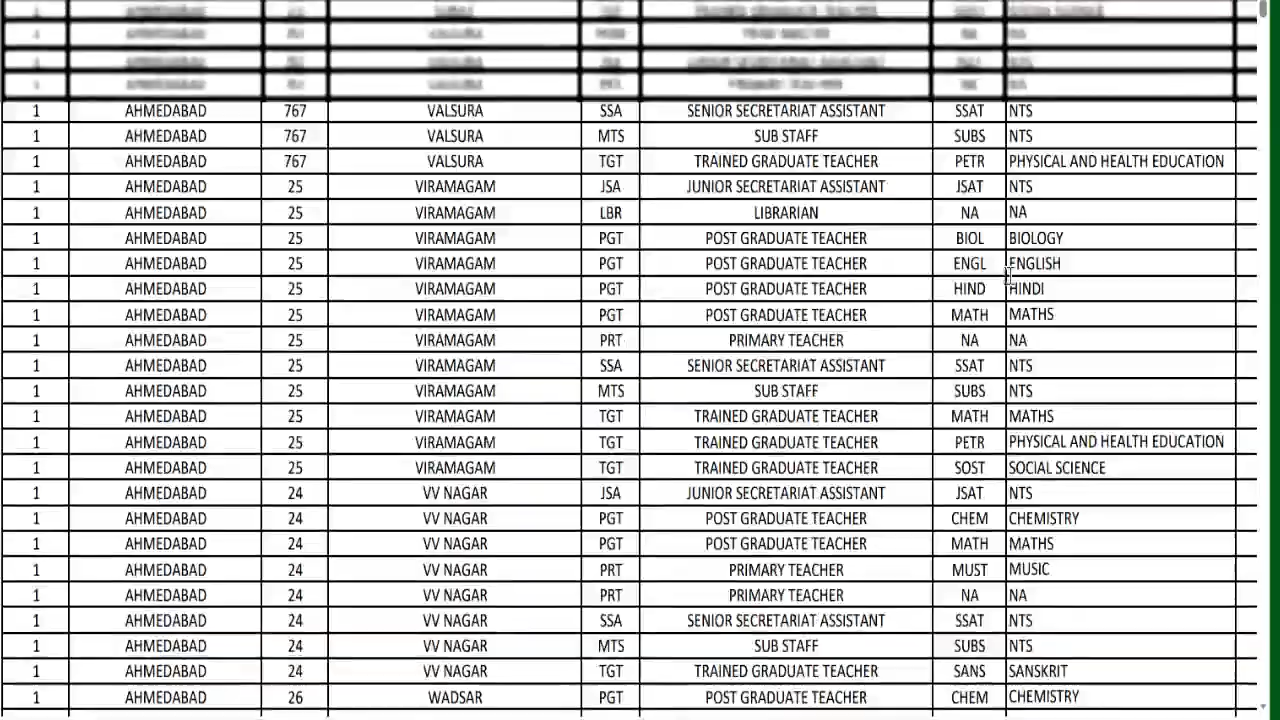 1 AHMEDABAD 767 VALSURA SSA SENIOR SECRETARIAT ASSISTANT SSAT NTS
1 AHMEDABAD 767 VALSURA MTS SUB STAFF SUBS NTS
1 AHMEDABAD 767 VALSURA TGT TRAINED GRADUATE TEACHER PETR PHYSICAL AND HEALTH EDUCATION
1 AHMEDABAD 25 VIRAMAGAM JSA JUNIOR SECRETARIAT ASSISTANT JSAT NTS
1 AHMEDABAD 25 VIRAMAGAM LBR LIBRARIAN NA NA
1 AHMEDABAD 25 VIRAMAGAM PGT POST GRADUATE TEACHER BIOL BIOLOGY
1 AHMEDABAD 25 VIRAMAGAM PGT POST GRADUATE TEACHER ENGL ENGLISH
1 AHMEDABAD 25 VIRAMAGAM PGT POST GRADUATE TEACHER HIND HINDI
1 AHMEDABAD 25 VIRAMAGAM PGT POST GRADUATE TEACHER MATH MATHS
1 AHMEDABAD 25 VIRAMAGAM PRT PRIMARY TEACHER NA NA
1 AHMEDABAD 25 VIRAMAGAM SSA SENIOR SECRETARIAT ASSISTANT SSAT NTS
1 AHMEDABAD 25 VIRAMAGAM MTS SUB STAFF SUBS NTS
1 AHMEDABAD 25 VIRAMAGAM TGT TRAINED GRADUATE TEACHER MATH MATHS
1 AHMEDABAD 25 VIRAMAGAM TGT TRAINED GRADUATE TEACHER PETR PHYSICAL AND HEALTH EDUCATION
1 AHMEDABAD 25 VIRAMAGAM TGT TRAINED GRADUATE TEACHER SOST SOCIAL SCIENCE
1 AHMEDABAD 24 VV NAGAR JSA JUNIOR SECRETARIAT ASSISTANT JSAT NTS
1 AHMEDABAD 24 VV NAGAR PGT POST GRADUATE TEACHER CHEM CHEMISTRY
1 AHMEDABAD 24 VV NAGAR PGT POST GRADUATE TEACHER MATH MATHS
1 AHMEDABAD 24 VV NAGAR PRT PRIMARY TEACHER MUST MUSIC
1 AHMEDABAD 24 VV NAGAR PRT PRIMARY TEACHER NA NA
1 AHMEDABAD 24 VV NAGAR SSA SENIOR SECRETARIAT ASSISTANT SSAT NTS
1 AHMEDABAD 24 VV NAGAR MTS SUB STAFF SUBS NTS
1 AHMEDABAD 24 VV NAGAR TGT TRAINED GRADUATE TEACHER SANS SANSKRIT
1 AHMEDABAD 26 WADSAR PGT POST GRADUATE TEACHER CHEM CHEMISTRY